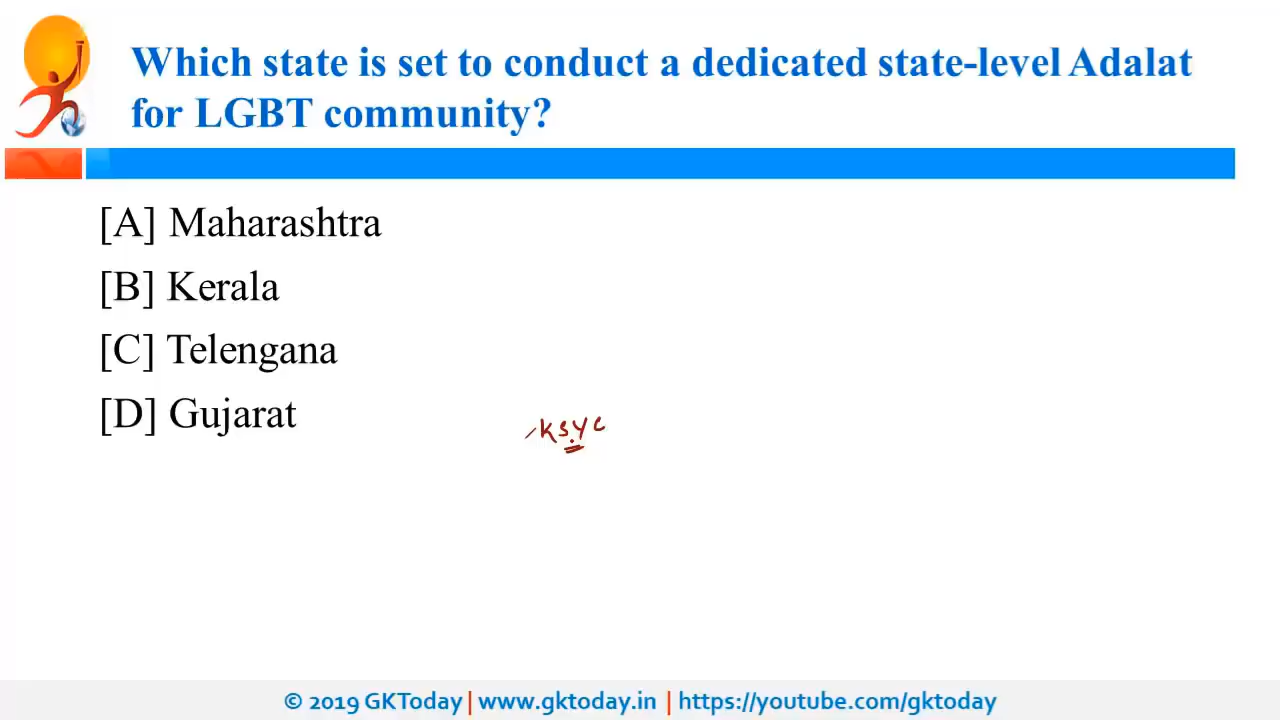 Which state is set to conduct a dedicated state-level Adalat
for LGBT community?
[A] Maharashtra
[B] Kerala
[C] Telengana
[D] Gujarat
KSYC
© 2019 GKToday | www.gktoday.in | https://youtube.com/gktoday